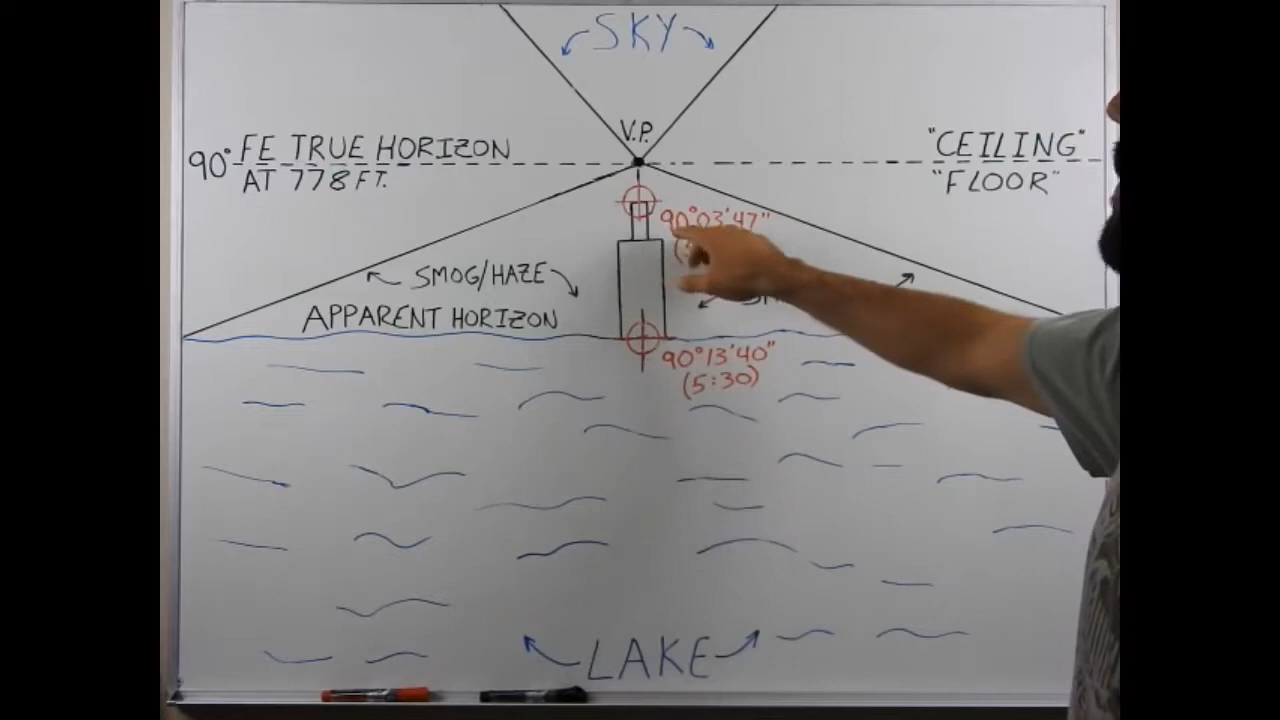 SKY
V.P.
90° FE TRUE HORIZON
AT 778 FT.
"CEILING"
"FLOOR"
90°03'47"
SMOG/HAZE
APPARENT HORIZON
90°13'40"
(5:30)
LAKE